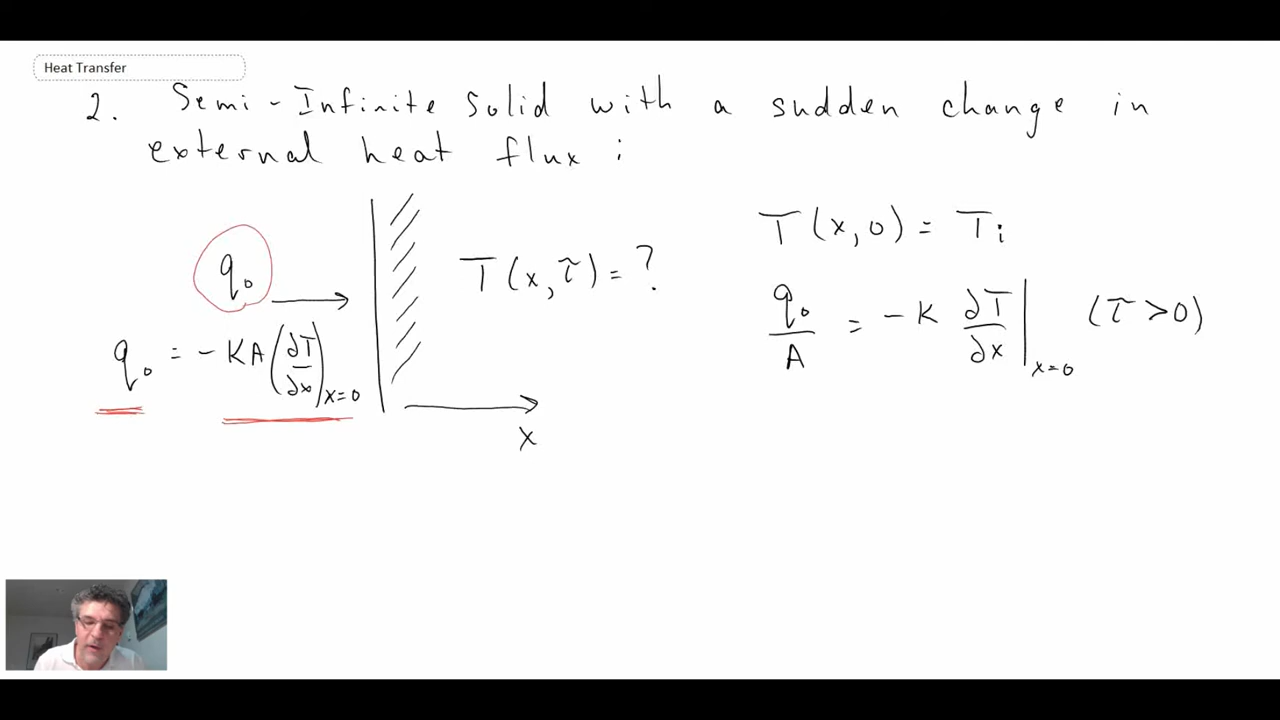 Heat Transfer
2. Semi-Infinite Solid with a sudden change in
external heat flux :
q₀
T(x,τ) = ?
q₀ = -KA(∂T/∂x)x=0
x
T(x,0) = Ti
q₀/A = -K ∂T/∂x|x=0 (τ>0)